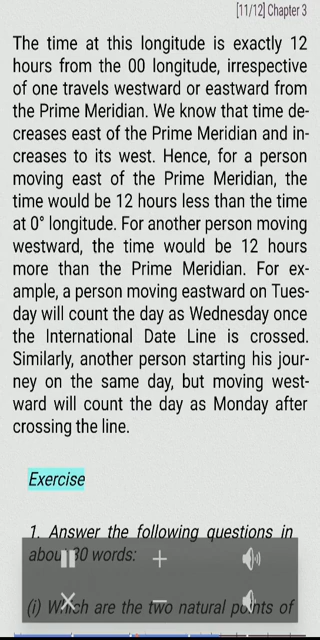 [11/12] Chapter 3
The time at this longitude is exactly 12
hours from the 00 longitude, irrespective
of one travels westward or eastward from
the Prime Meridian. We know that time de-
creases east of the Prime Meridian and in-
creases to its west. Hence, for a person
moving east of the Prime Meridian, the
time would be 12 hours less than the time
at 0° longitude. For another person moving
westward, the time would be 12 hours
more than the Prime Meridian. For ex-
ample, a person moving eastward on Tues-
day will count the day as Wednesday once
the International Date Line is crossed.
Similarly, another person starting his jour-
ney on the same day, but moving west-
ward will count the day as Monday after
crossing the line.
Exercise
1. Answer the following questions in
about 30 words:
(i) Which are the two natural points of